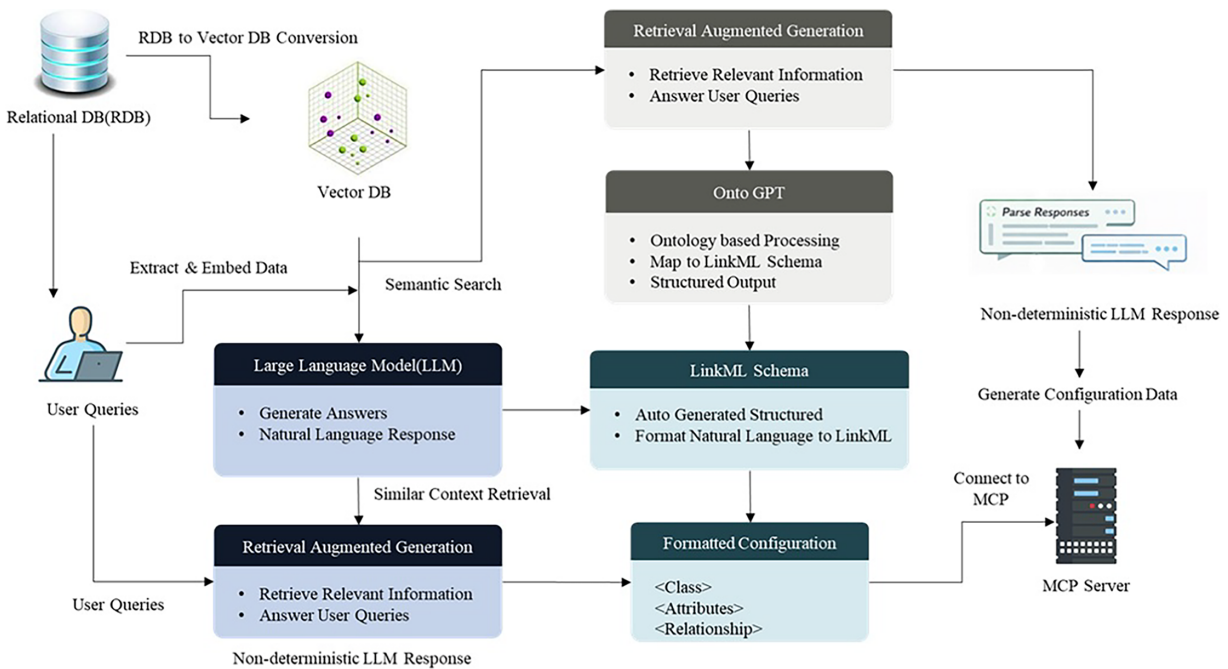 RDB to Vector DB Conversion
Relational DB(RDB)
Vector DB
Extract & Embed Data
Semantic Search
User Queries
Large Language Model(LLM)
• Generate Answers
• Natural Language Response
Similar Context Retrieval
User Queries
Retrieval Augmented Generation
• Retrieve Relevant Information
• Answer User Queries
Non-deterministic LLM Response
Retrieval Augmented Generation
• Retrieve Relevant Information
• Answer User Queries
Onto GPT
• Ontology based Processing
• Map to LinkML Schema
• Structured Output
LinkML Schema
• Auto Generated Structured
• Format Natural Language to LinkML
Formatted Configuration
<Class>
<Attributes>
<Relationship>
Parse Responses
Non-deterministic LLM Response
Generate Configuration Data
Connect to
MCP
MCP Server